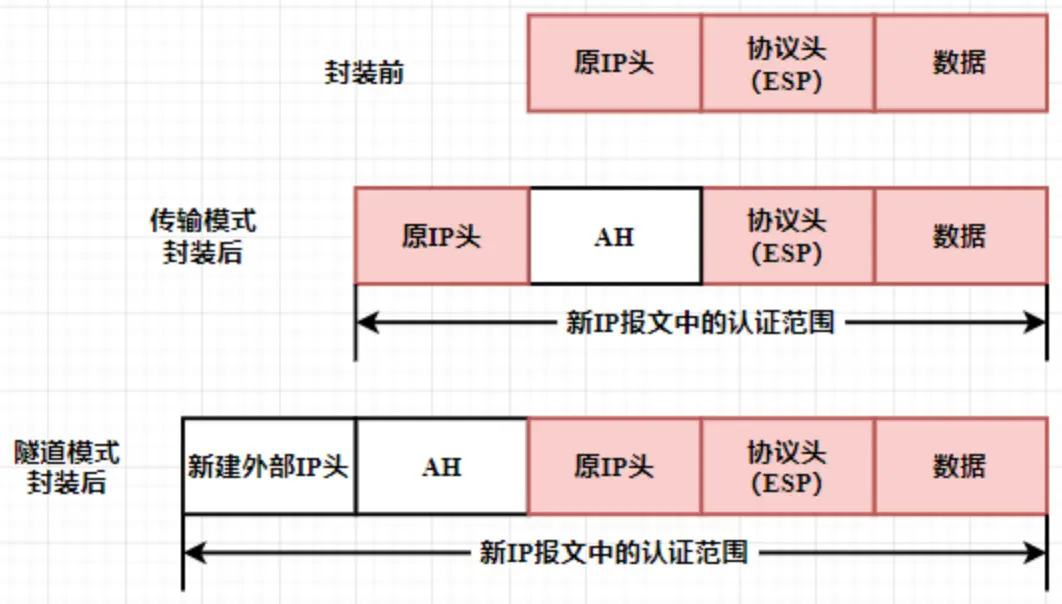 封装前
原IP头
协议头
(ESP)
数据
传输模式
封装后
原IP头
AH
协议头
(ESP)
数据
新IP报文中的认证范围
隧道模式
封装后
新建外部IP头
AH
原IP头
协议头
(ESP)
数据
新IP报文中的认证范围